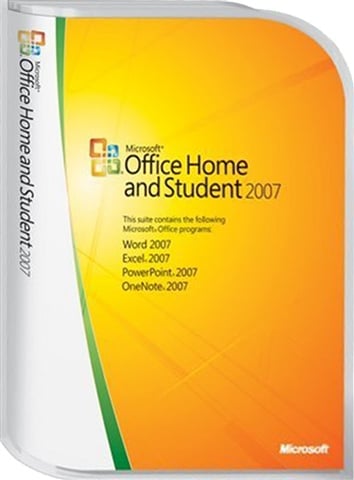 Microsoft®
Office Home and Student 2007
Microsoft®
Office Home
and Student 2007
This suite contains the following
Microsoft® Office programs:
Word 2007
Excel® 2007
PowerPoint® 2007
OneNote® 2007
Microsoft